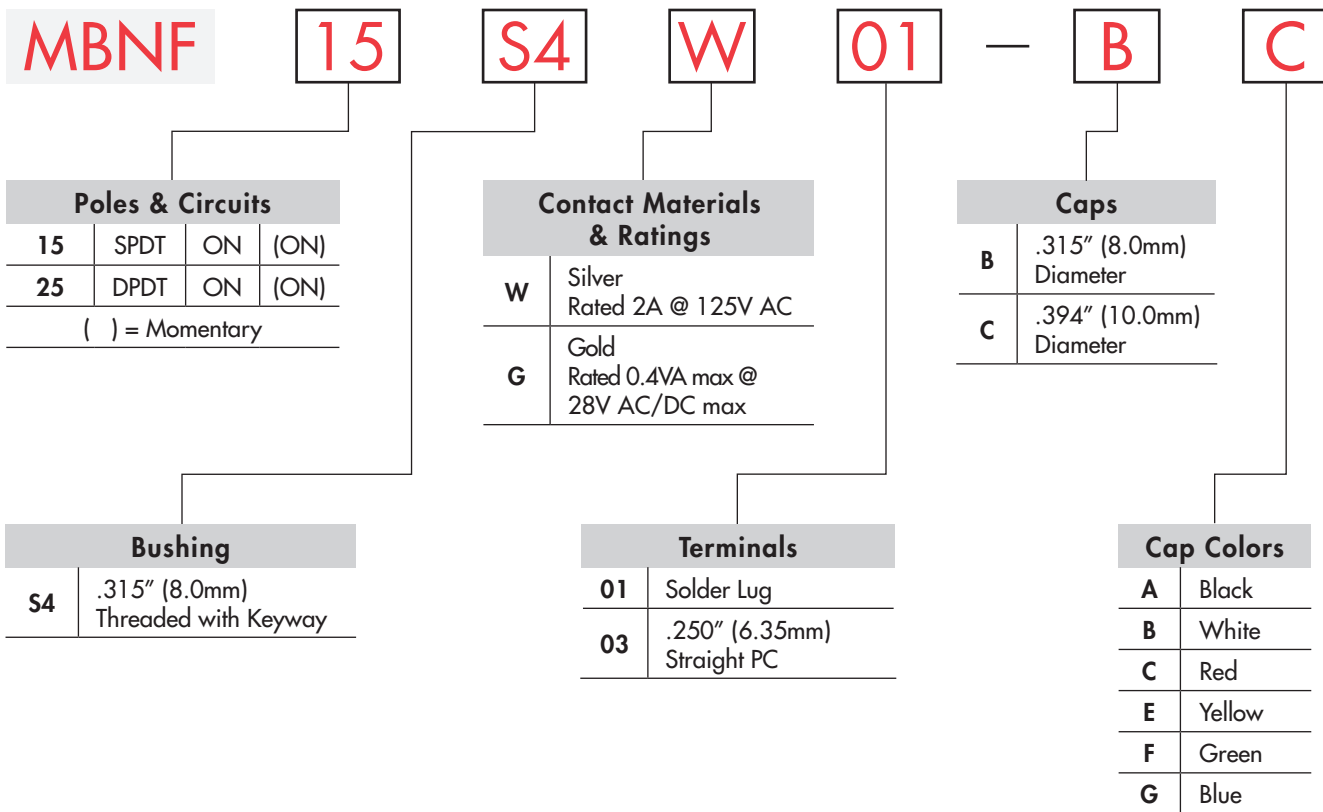 MBNF 15 S4 W 01 — B C
Poles & Circuits
15 SPDT ON (ON)
25 DPDT ON (ON)
( ) = Momentary
Contact Materials
& Ratings
W Silver
Rated 2A @ 125V AC
G Gold
Rated 0.4VA max @
28V AC/DC max
Caps
B .315" (8.0mm)
Diameter
C .394" (10.0mm)
Diameter
Bushing
S4 .315" (8.0mm)
Threaded with Keyway
Terminals
01 Solder Lug
03 .250" (6.35mm)
Straight PC
Cap Colors
A Black
B White
C Red
E Yellow
F Green
G Blue